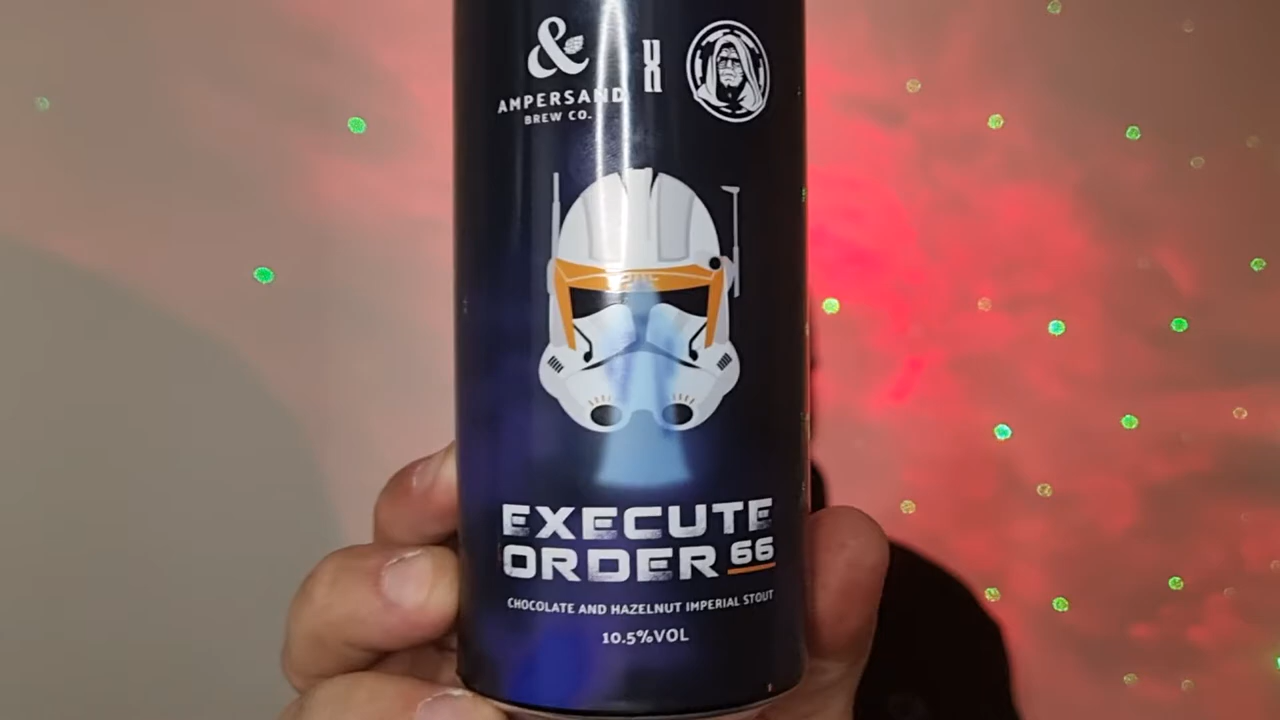 &
X
AMPERSAND
BREW CO.
EXECUTE
ORDER 66
CHOCOLATE AND HAZELNUT IMPERIAL STOUT
10.5%VOL